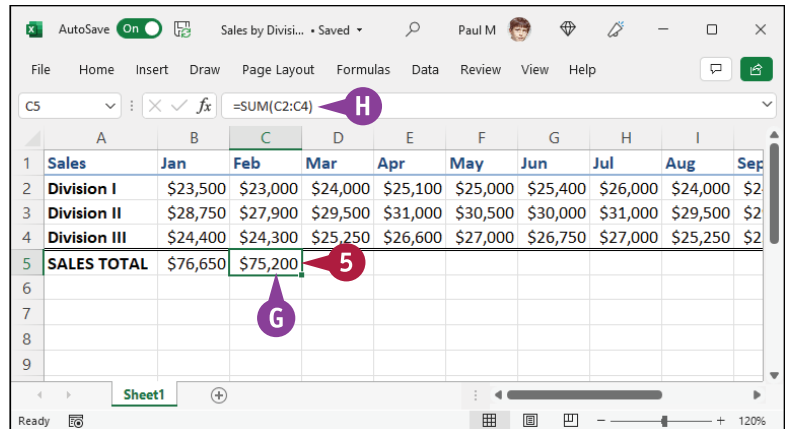 AutoSave On Sales by Divisi... • Saved Paul M
File Home Insert Draw Page Layout Formulas Data Review View Help
C5 fx =SUM(C2:C4) H
A B C D E F G H I
1 Sales Jan Feb Mar Apr May Jun Jul Aug Sep
2 Division I $23,500 $23,000 $24,000 $25,100 $25,000 $25,400 $26,000 $24,000 $2
3 Division II $28,750 $27,900 $29,500 $31,000 $30,500 $30,000 $31,000 $29,500 $2
4 Division III $24,400 $24,300 $25,250 $26,600 $27,000 $26,750 $27,000 $25,250 $2
5 SALES TOTAL $76,650 $75,200 5
6
7 G
8
9
Sheet1
Ready 120%